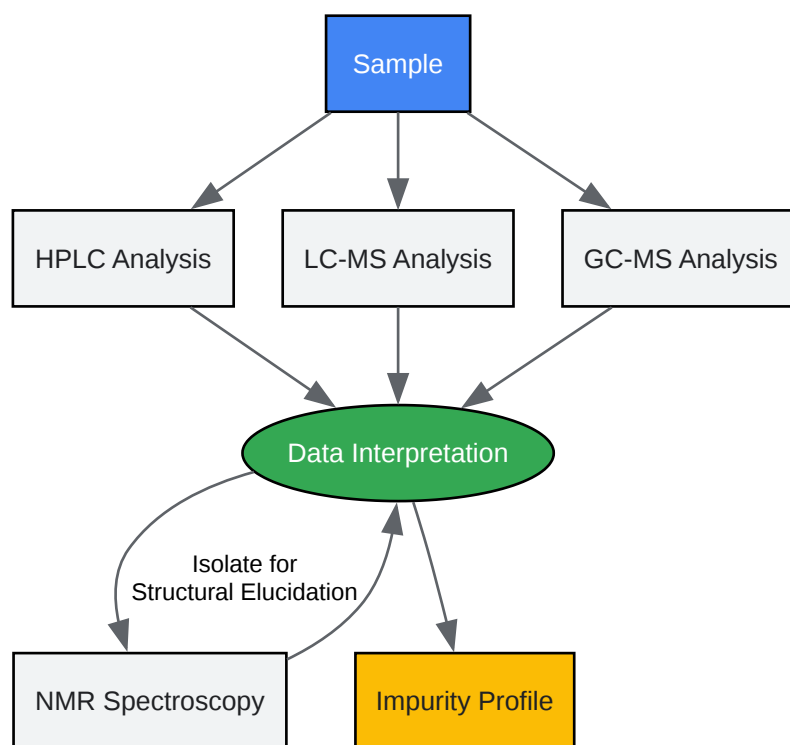 Sample
HPLC Analysis
LC-MS Analysis
GC-MS Analysis
Data Interpretation
Isolate for
Structural Elucidation
NMR Spectroscopy
Impurity Profile